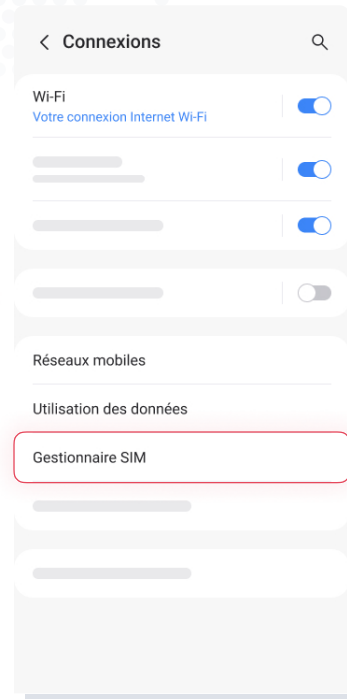 Connexions
Wi-Fi
Votre connexion Internet Wi-Fi
Réseaux mobiles
Utilisation des données
Gestionnaire SIM